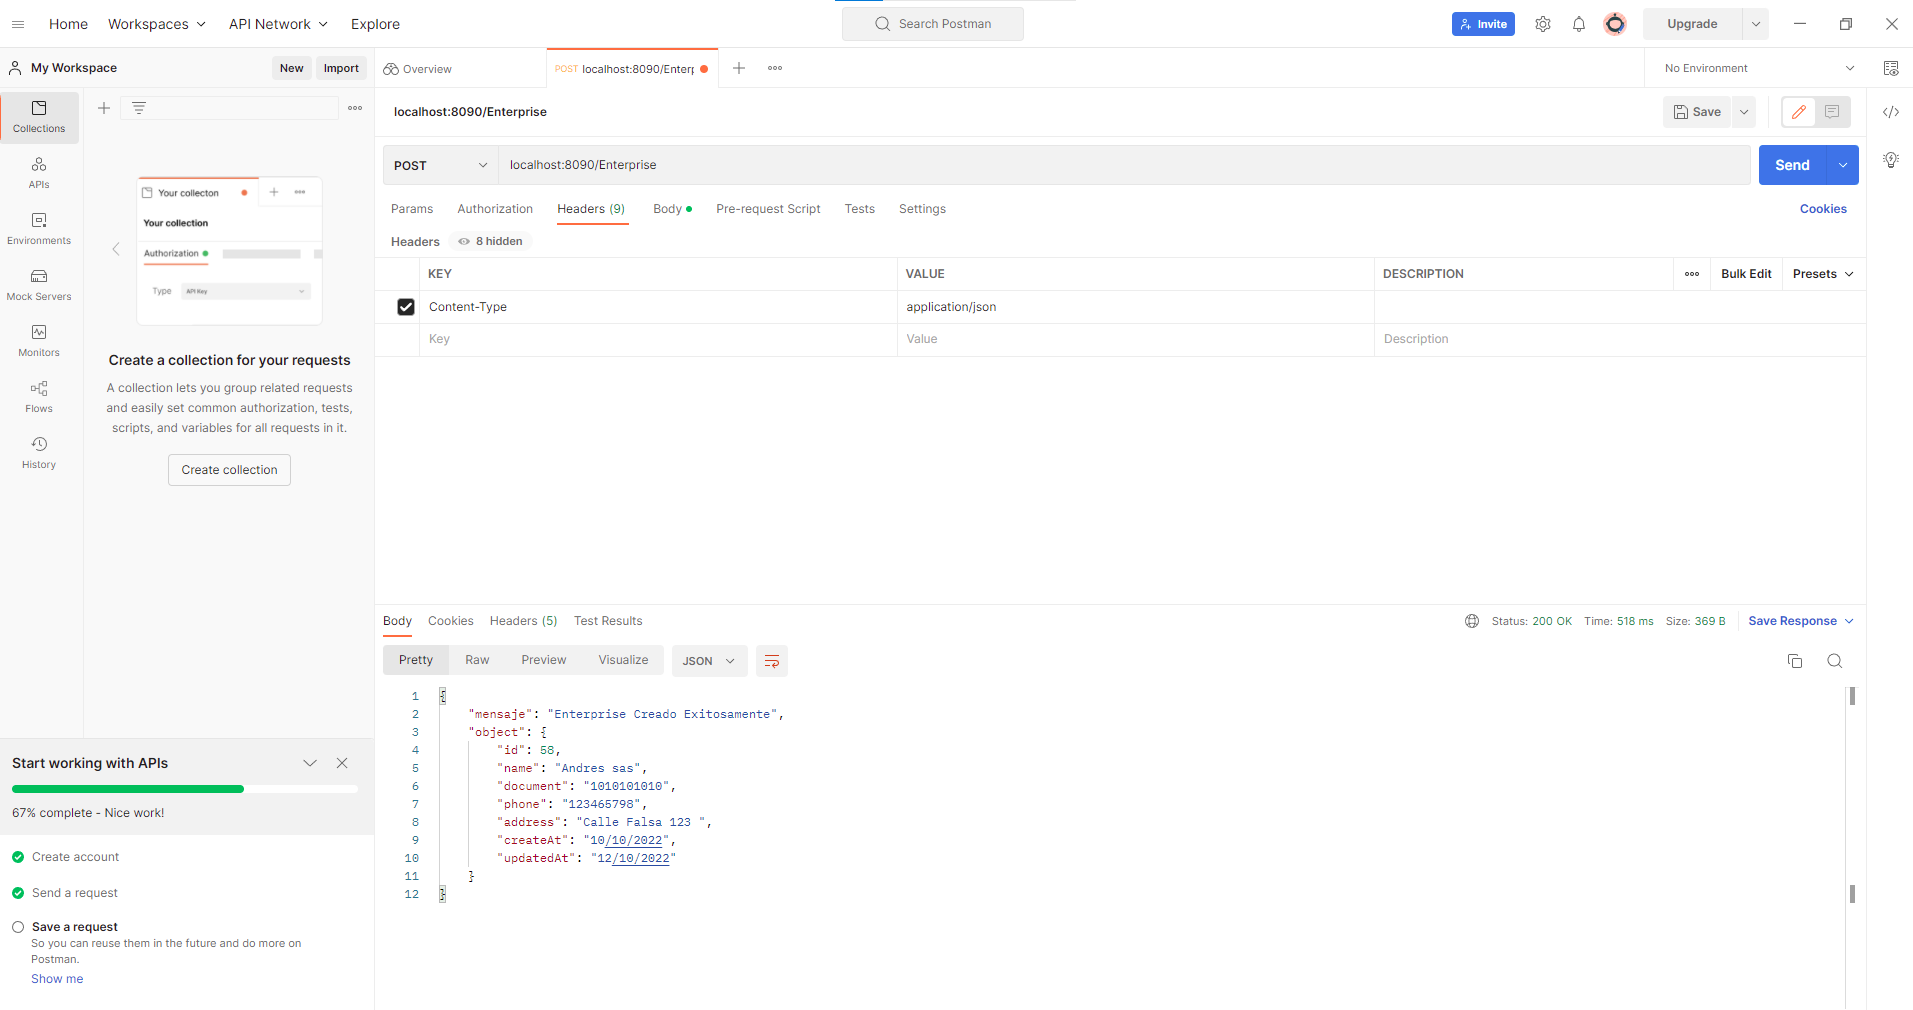 Home Workspaces API Network Explore Search Postman Invite Upgrade
My Workspace New Import Overview POST localhost:8090/Enterp No Environment
Collections
APIs
Environments
Mock Servers
Monitors
Flows
History
Your collecton
Your collection
Authorization
Type API Key
Create a collection for your requests
A collection lets you group related requests
and easily set common authorization, tests,
scripts, and variables for all requests in it.
Create collection
Start working with APIs
67% complete - Nice work!
Create account
Send a request
Save a request
So you can reuse them in the future and do more on
Postman.
Show me
localhost:8090/Enterprise Save
POST localhost:8090/Enterprise Send
Params Authorization Headers (9) Body Pre-request Script Tests Settings Cookies
Headers 8 hidden
KEY VALUE DESCRIPTION Bulk Edit Presets
Content-Type application/json
Key Value Description
Body Cookies Headers (5) Test Results Status: 200 OK Time: 518 ms Size: 369 B Save Response
Pretty Raw Preview Visualize JSON
1 {
2 "mensaje": "Enterprise Creado Exitosamente",
3 "object": {
4 "id": 58,
5 "name": "Andres sas",
6 "document": "1010101010",
7 "phone": "123465798",
8 "address": "Calle Falsa 123 ",
9 "createAt": "10/10/2022",
10 "updatedAt": "12/10/2022"
11 }
12 }